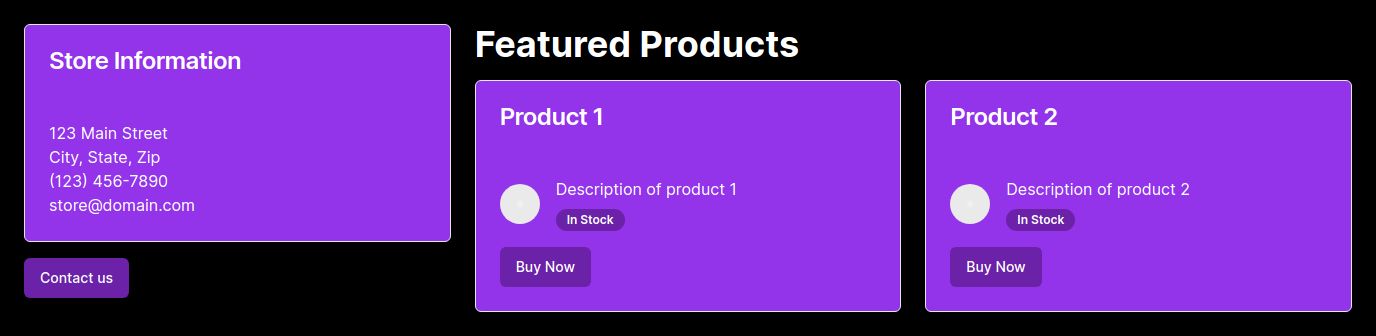 Store Information
123 Main Street
City, State, Zip
(123) 456-7890
store@domain.com
Contact us
Featured Products
Product 1
Description of product 1
In Stock
Buy Now
Product 2
Description of product 2
In Stock
Buy Now